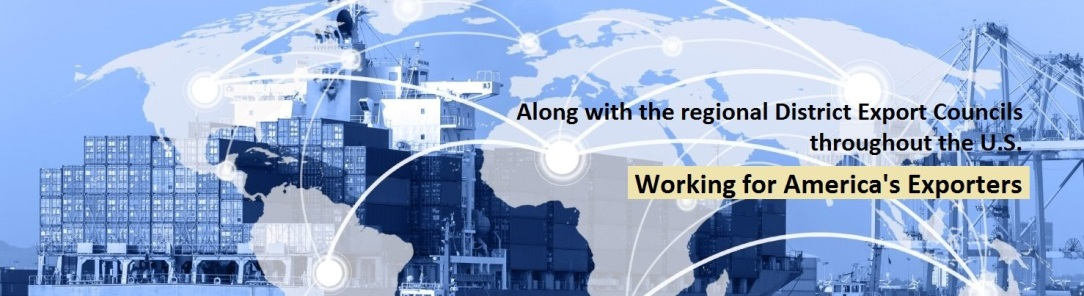 Along with the regional District Export Councils
throughout the U.S.
Working for America's Exporters